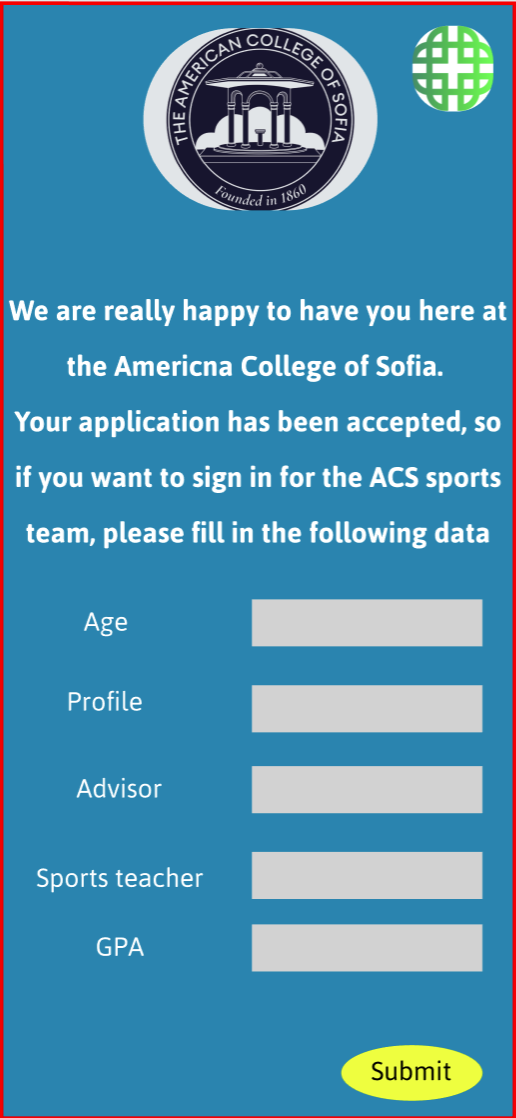 THE AMERICAN COLLEGE OF SOFIA
Founded in 1860
We are really happy to have you here at
the Americna College of Sofia.
Your application has been accepted, so
if you want to sign in for the ACS sports
team, please fill in the following data
Age
Profile
Advisor
Sports teacher
GPA
Submit